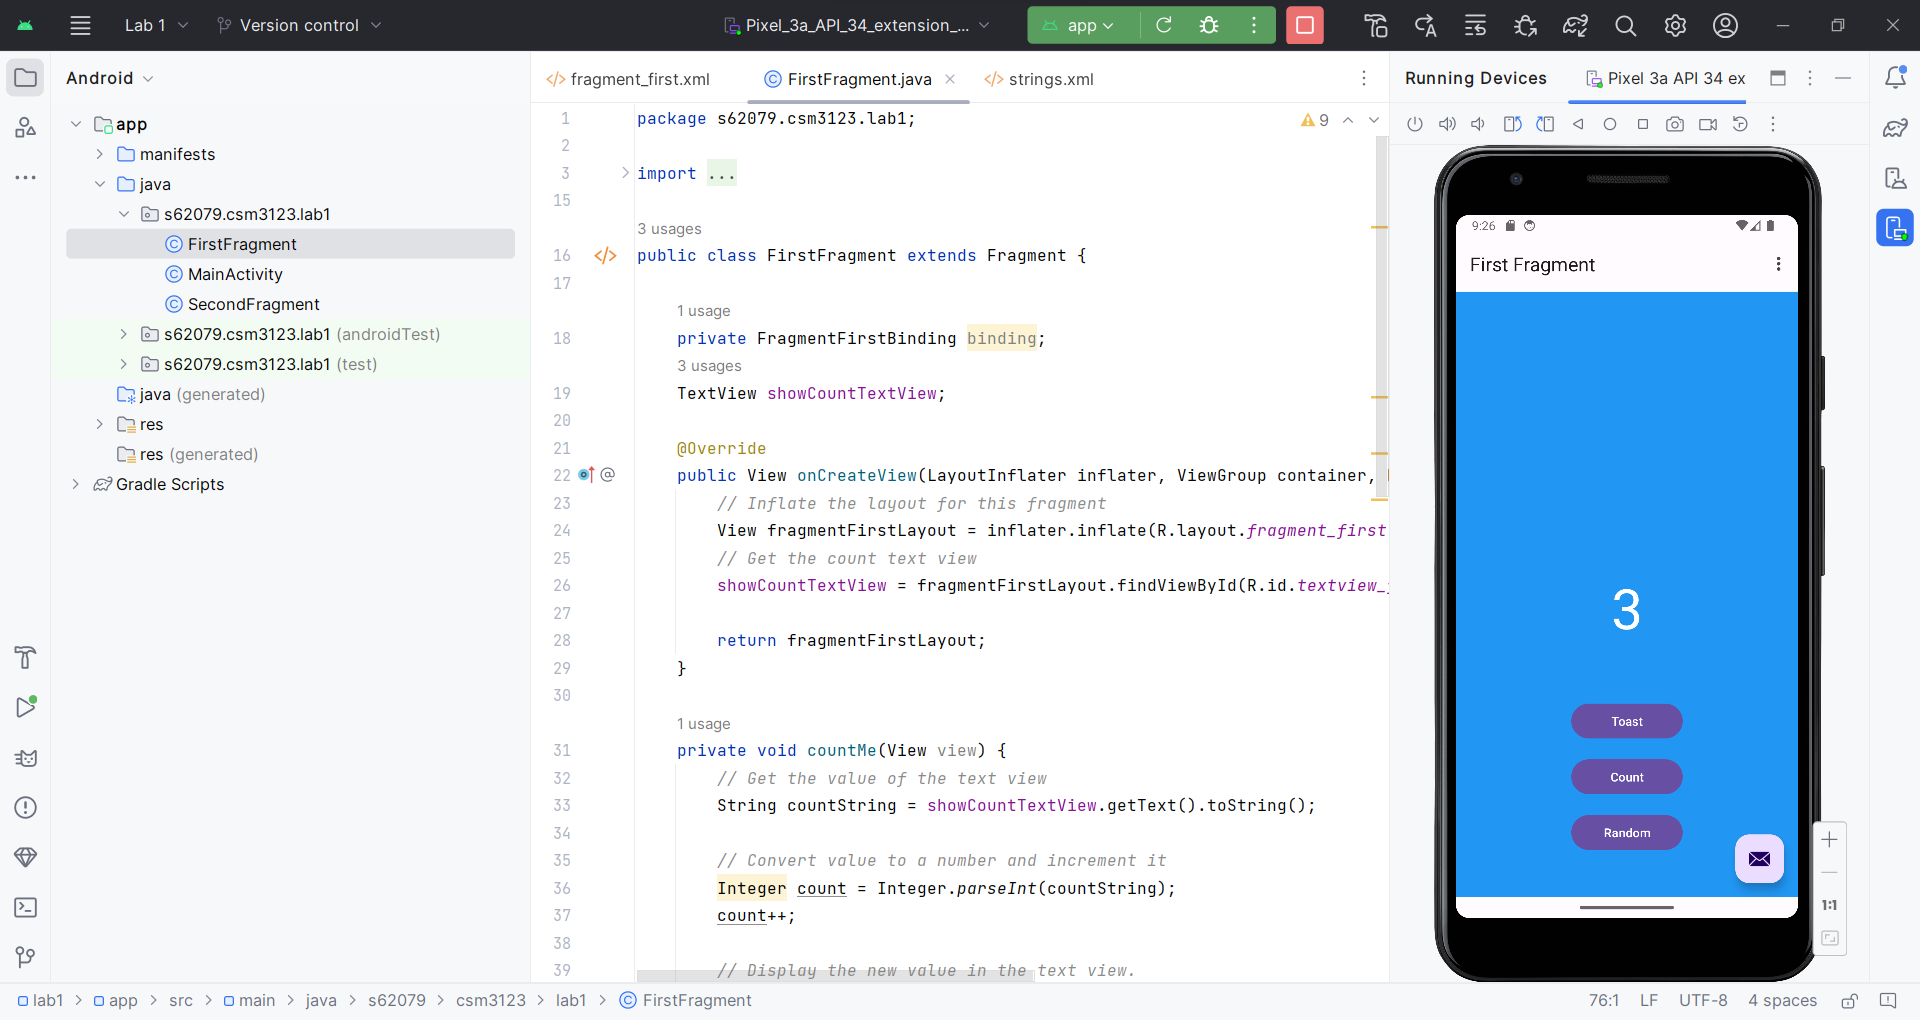 Lab 1
Version control
Pixel_3a_API_34_extension_...
app
Android
app
manifests
java
s62079.csm3123.lab1
FirstFragment
MainActivity
SecondFragment
s62079.csm3123.lab1 (androidTest)
s62079.csm3123.lab1 (test)
java (generated)
res
res (generated)
Gradle Scripts
fragment_first.xml
FirstFragment.java
strings.xml
9
1 package s62079.csm3123.lab1;
2
3 import ...
15
3 usages
16 public class FirstFragment extends Fragment {
17
1 usage
18 private FragmentFirstBinding binding;
3 usages
19 TextView showCountTextView;
20
21 @Override
22 public View onCreateView(LayoutInflater inflater, ViewGroup container,
23 // Inflate the layout for this fragment
24 View fragmentFirstLayout = inflater.inflate(R.layout.fragment_first
25 // Get the count text view
26 showCountTextView = fragmentFirstLayout.findViewById(R.id.textview_
27
28 return fragmentFirstLayout;
29 }
30
1 usage
31 private void countMe(View view) {
32 // Get the value of the text view
33 String countString = showCountTextView.getText().toString();
34
35 // Convert value to a number and increment it
36 Integer count = Integer.parseInt(countString);
37 count++;
38
39 // Display the new value in the text view.
Running Devices
Pixel 3a API 34 ex
9:26
First Fragment
3
Toast
Count
Random
1:1
lab1 > app > src > main > java > s62079 > csm3123 > lab1 > FirstFragment
76:1 LF UTF-8 4 spaces